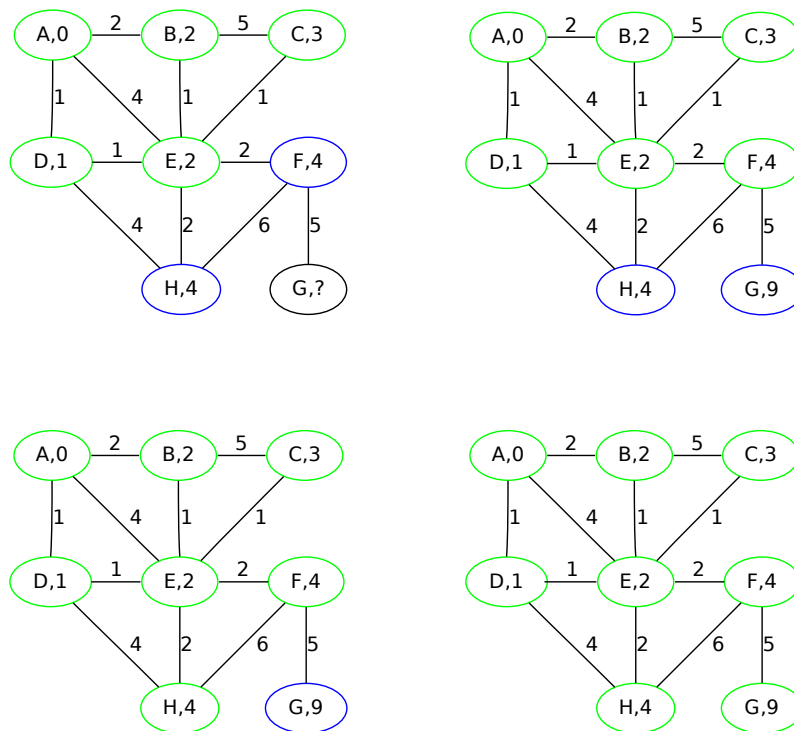 A,0 2 B,2 5 C,3
1 4 1 1
D,1 1 E,2 2 F,4
4 2 6 5
H,4 G,?
A,0 2 B,2 5 C,3
1 4 1 1
D,1 1 E,2 2 F,4
4 2 6 5
H,4 G,9
A,0 2 B,2 5 C,3
1 4 1 1
D,1 1 E,2 2 F,4
4 2 6 5
H,4 G,9
A,0 2 B,2 5 C,3
1 4 1 1
D,1 1 E,2 2 F,4
4 2 6 5
H,4 G,9